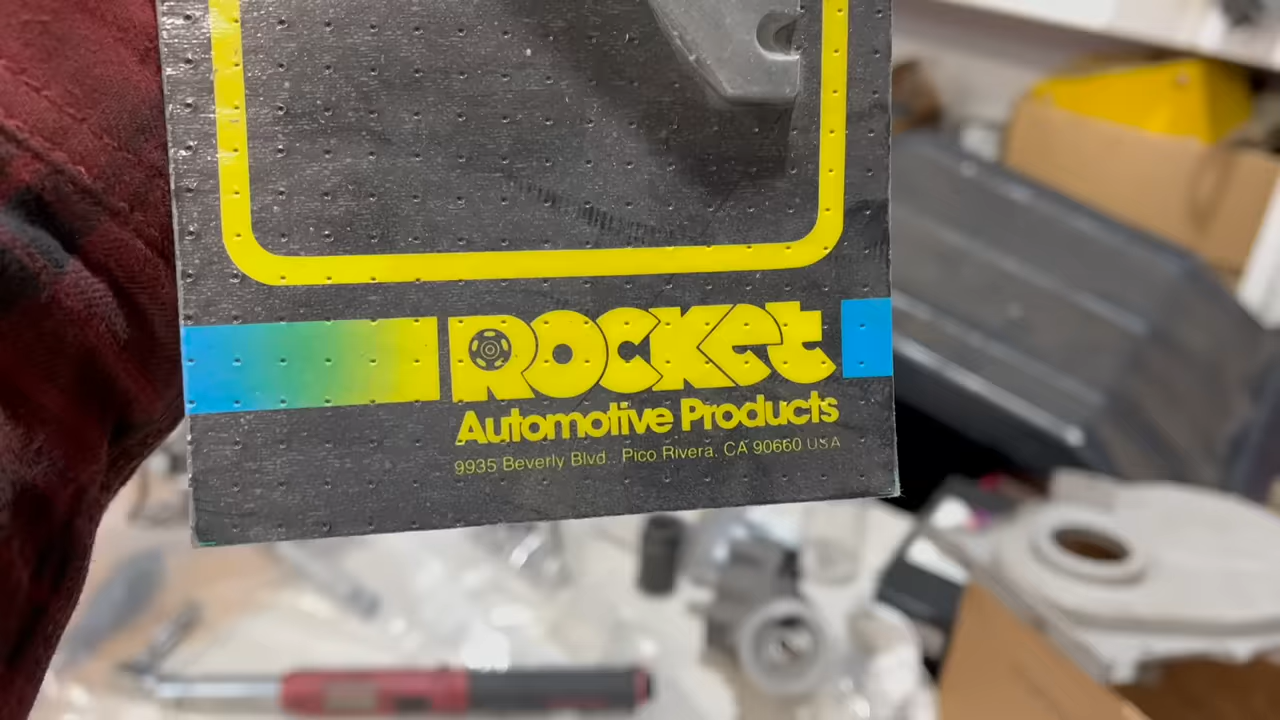 ROCKET
Automotive Products
9935 Beverly Blvd., Pico Rivera, CA 90660 USA